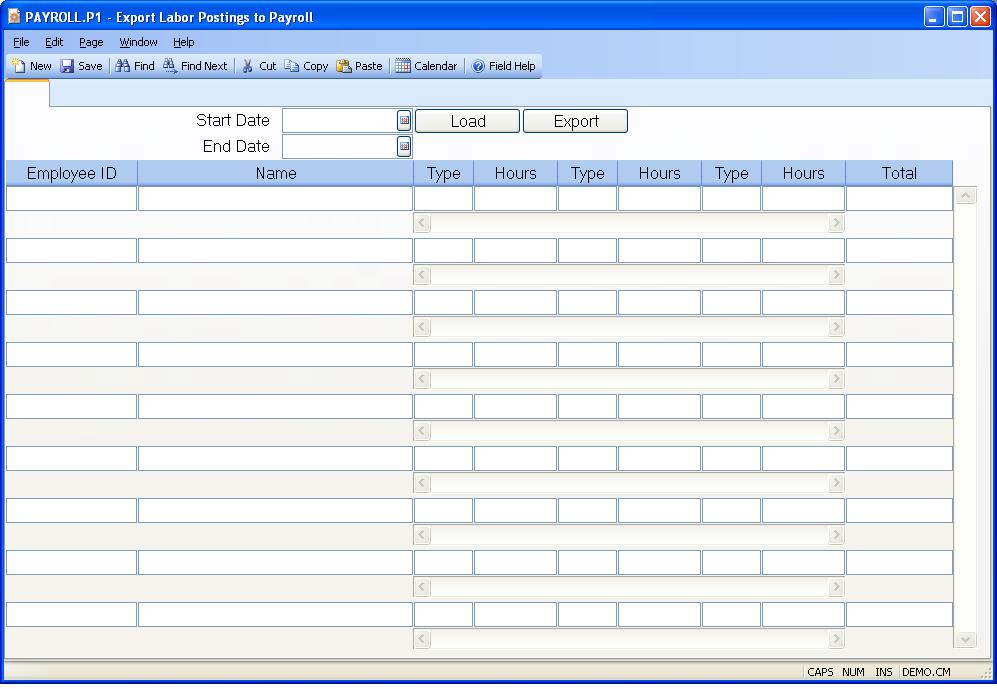 PAYROLL.P1 - Export Labor Postings to Payroll
File Edit Page Window Help
New Save Find Find Next Cut Copy Paste Calendar Field Help
Start Date Load Export
End Date
Employee ID Name Type Hours Type Hours Type Hours Total
CAPS NUM INS DEMO.CM